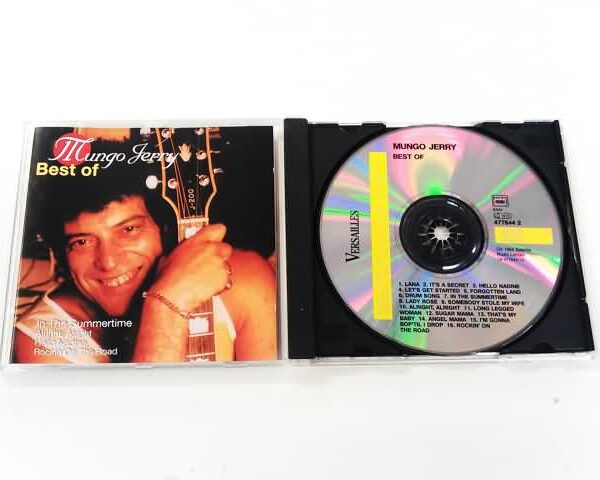 Mungo Jerry
Best of
J-200
In The Summertime
Road
MUNGO JERRY
BEST OF
VERSAILLES
477644 2
1. LANA 2. IT'S A SECRET 3. HELLO NADINE
4. LET'S GET STARTED 5. FORGOTTEN LAND
6. DRUM SONG 7. IN THE SUMMERTIME
8. LADY ROSE 9. SOMEBODY STOLE MY WIFE
10. ALRIGHT, ALRIGHT 11. LONG LEGGED
WOMAN 12. SUGAR MAMA 13. THAT'S MY
BABY 14. ANGEL MAMA 15. I'M GONNA
BOP'TIL I DROP 16. ROCKIN' ON
THE ROAD